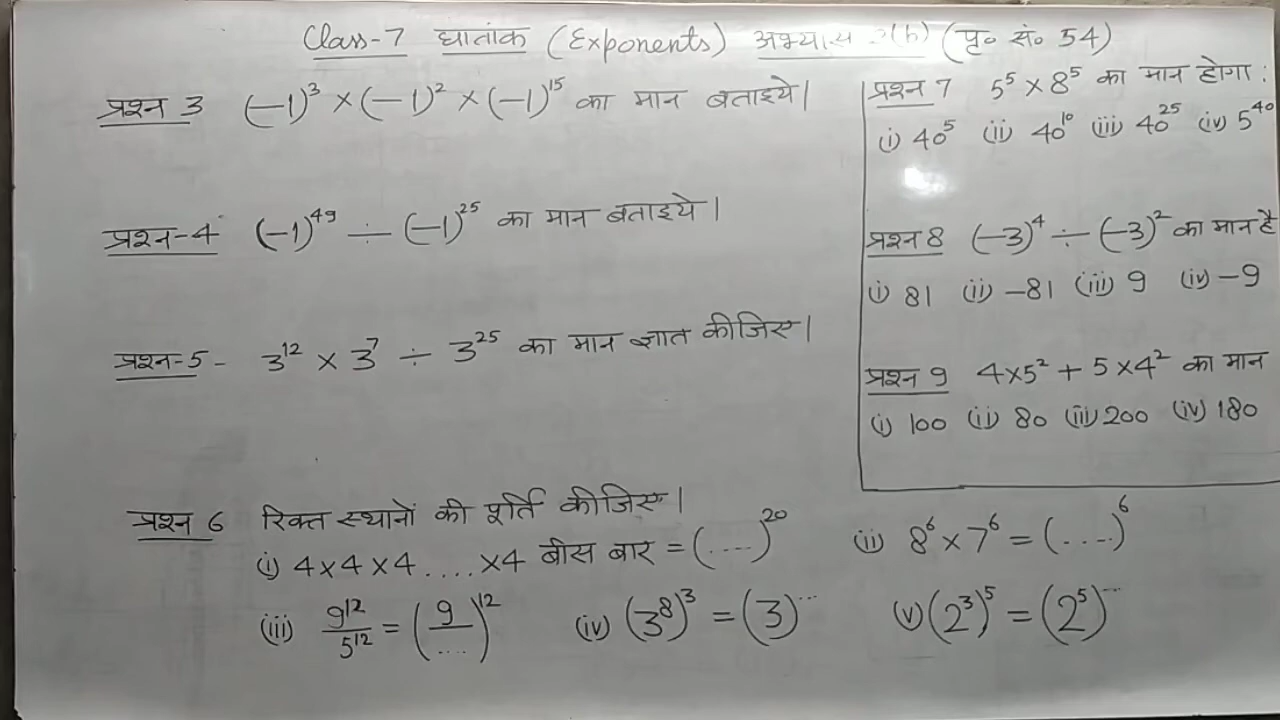 Class-7 घातांक (Exponents) अभ्यास (b) (पृ० सं० 54)
प्रश्न 3 (-1)³ × (-1)² × (-1)¹⁵ का मान बताइये।
प्रश्न-4 (-1)⁴⁹ ÷ (-1)²⁵ का मान बताइये।
प्रश्न-5 - 3¹² × 3⁷ ÷ 3²⁵ का मान ज्ञात कीजिए।
प्रश्न 6 रिक्त स्थानों की पूर्ति कीजिए।
(i) 4×4×4....×4 बीस बार = (....)²⁰ (ii) 8⁶ × 7⁶ = (....)⁶
(iii) 9¹²/5¹² = (9/....)¹² (iv) (3⁸)³ = (3)^... (v) (2³)⁵ = (2⁵)^...
प्रश्न 7 5⁵ × 8⁵ का मान होगा :
(i) 40⁵ (ii) 40¹⁰ (iii) 40²⁵ (iv) 5⁴⁰
प्रश्न 8 (-3)⁴ ÷ (-3)² का मान है
(i) 81 (ii) -81 (iii) 9 (iv) -9
प्रश्न 9 4×5² + 5×4² का मान
(i) 100 (ii) 80 (iii) 200 (iv) 180